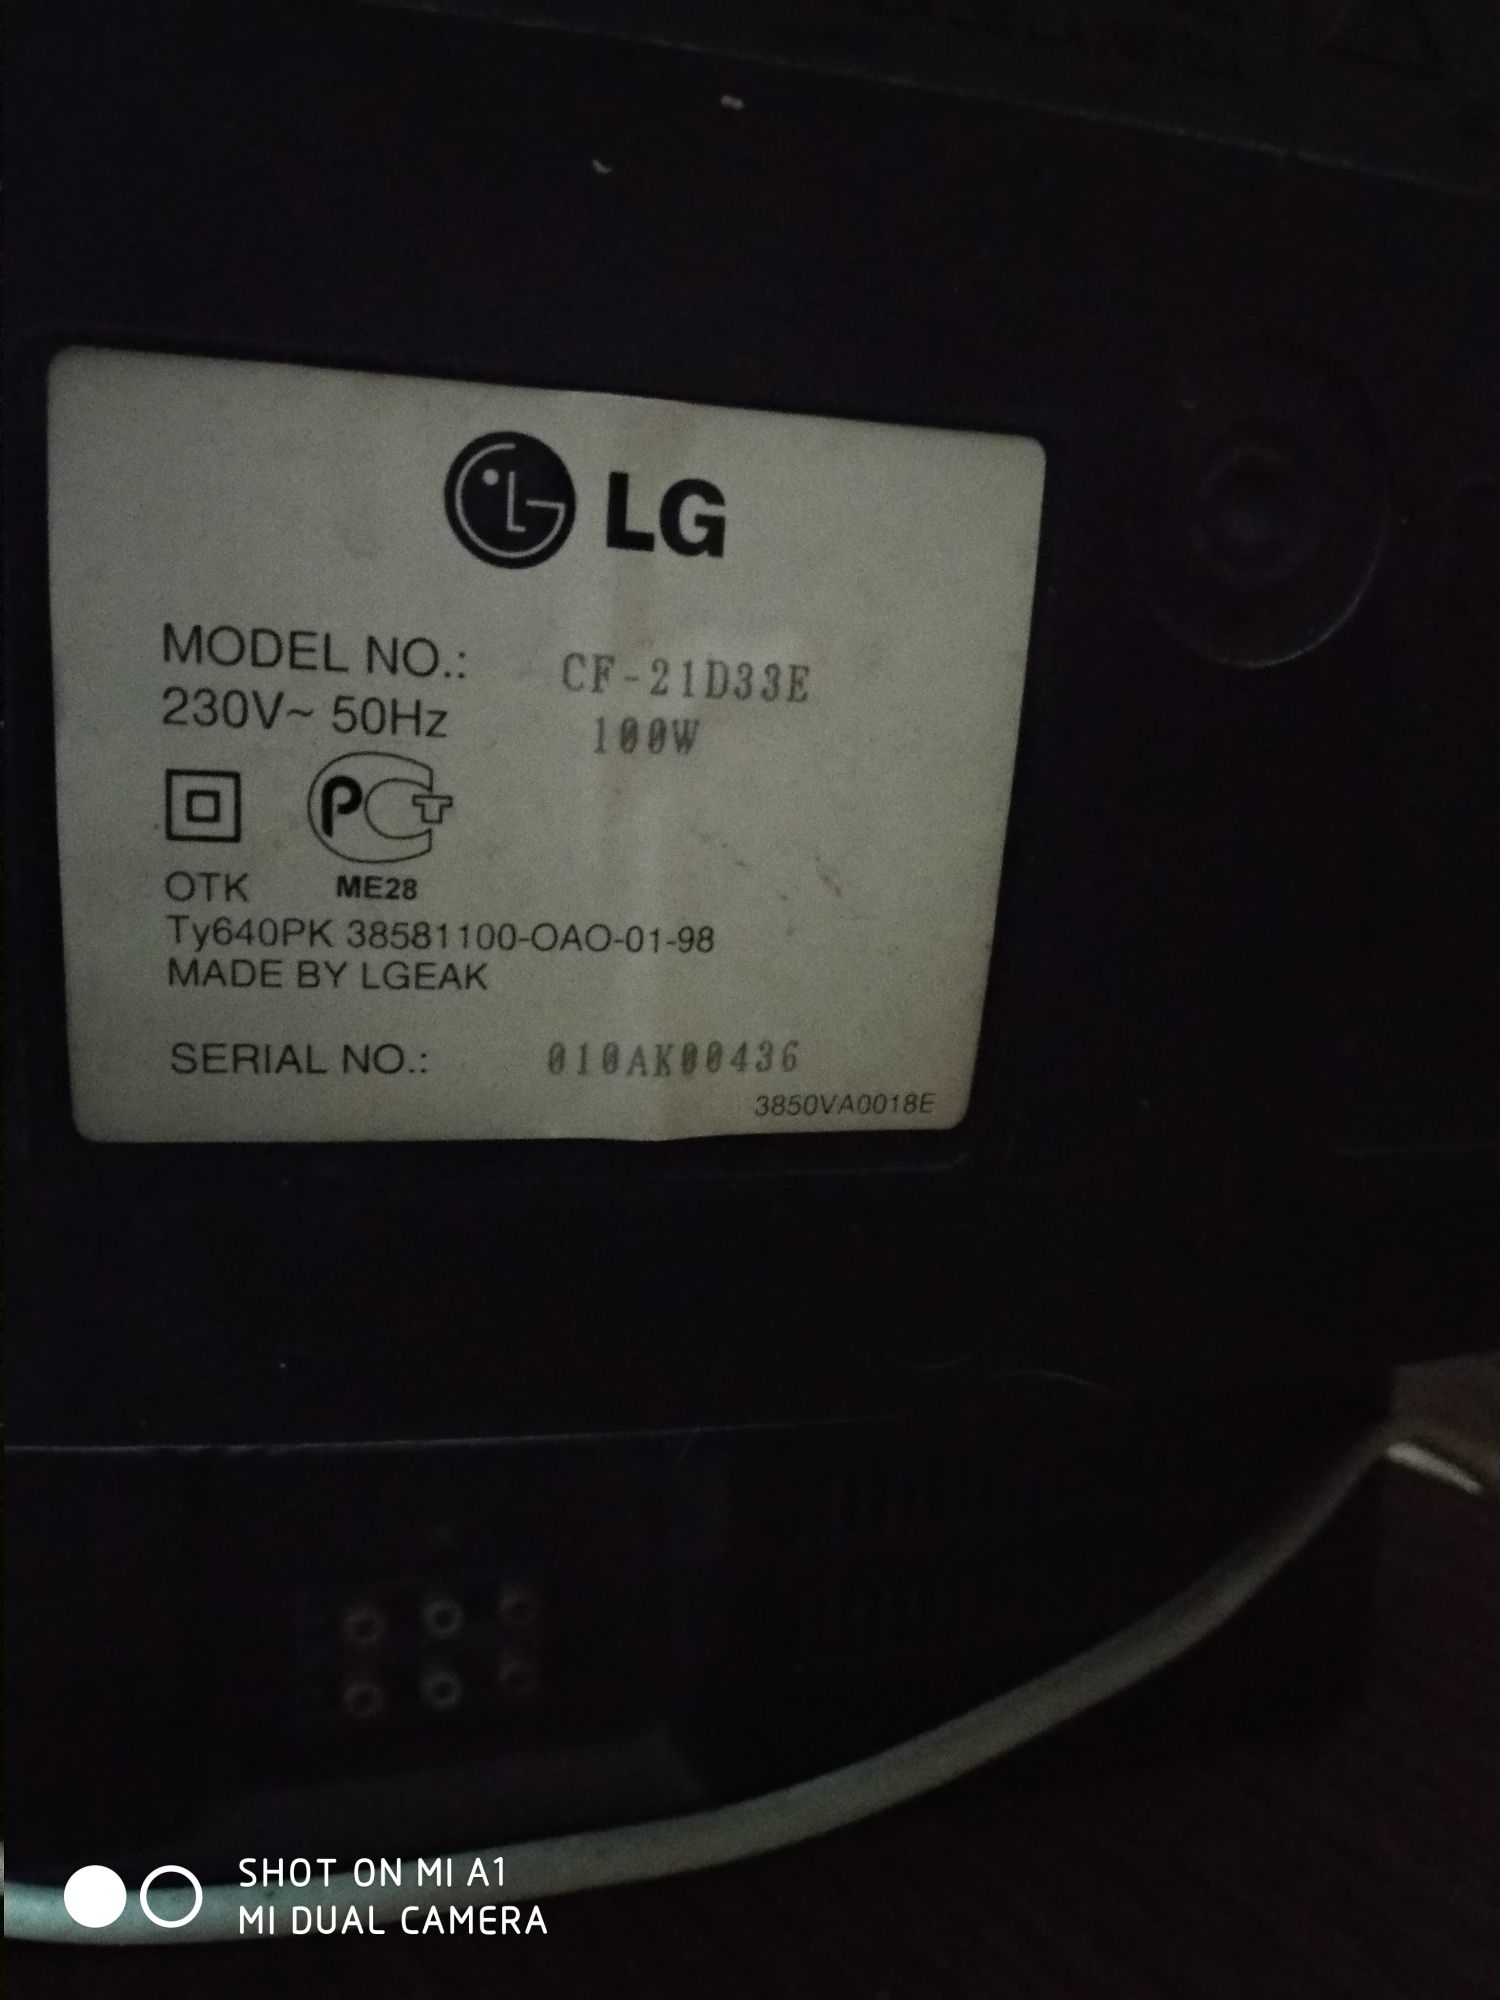 LG
MODEL NO.: CF-21D33E
230V~ 50Hz 100W
РСТ
OTK ME28
Ty640PK 38581100-OAO-01-98
MADE BY LGEAK
SERIAL NO.: 010AK00436
3850VA0018E
SHOT ON MI A1
MI DUAL CAMERA